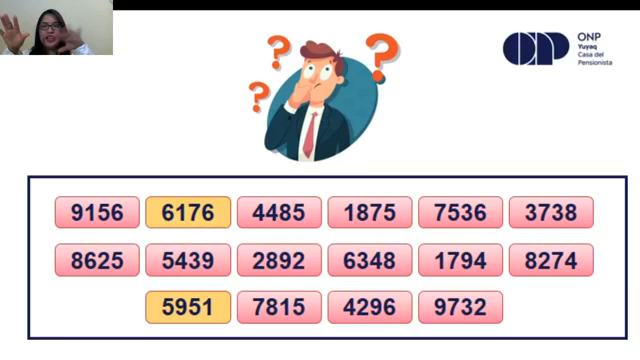 ONP
Yuyaq
Casa del
Pensionista
? ? ?
9156 6176 4485 1875 7536 3738
8625 5439 2892 6348 1794 8274
5951 7815 4296 9732